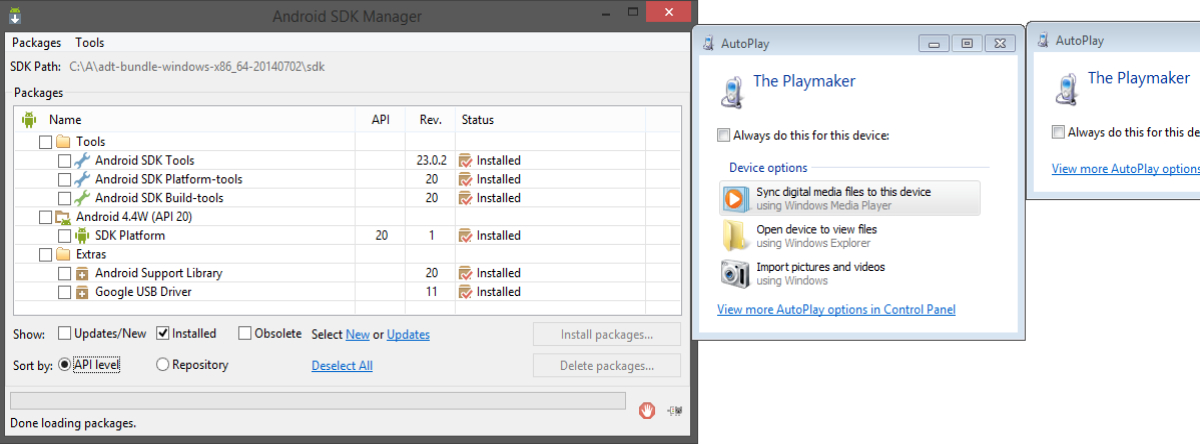 Android SDK Manager
Packages Tools
SDK Path: C:\A\adt-bundle-windows-x86_64-20140702\sdk
Packages
Name API Rev. Status
Tools
Android SDK Tools 23.0.2 Installed
Android SDK Platform-tools 20 Installed
Android SDK Build-tools 20 Installed
Android 4.4W (API 20)
SDK Platform 20 1 Installed
Extras
Android Support Library 20 Installed
Google USB Driver 11 Installed
Show: Updates/New Installed Obsolete Select New or Updates Install packages...
Sort by: API level Repository Deselect All Delete packages...
Done loading packages.
AutoPlay
The Playmaker
Always do this for this device:
Device options
Sync digital media files to this device
using Windows Media Player
Open device to view files
using Windows Explorer
Import pictures and videos
using Windows
View more AutoPlay options in Control Panel
AutoPlay
The Playmaker
Always do this for this de
View more AutoPlay options